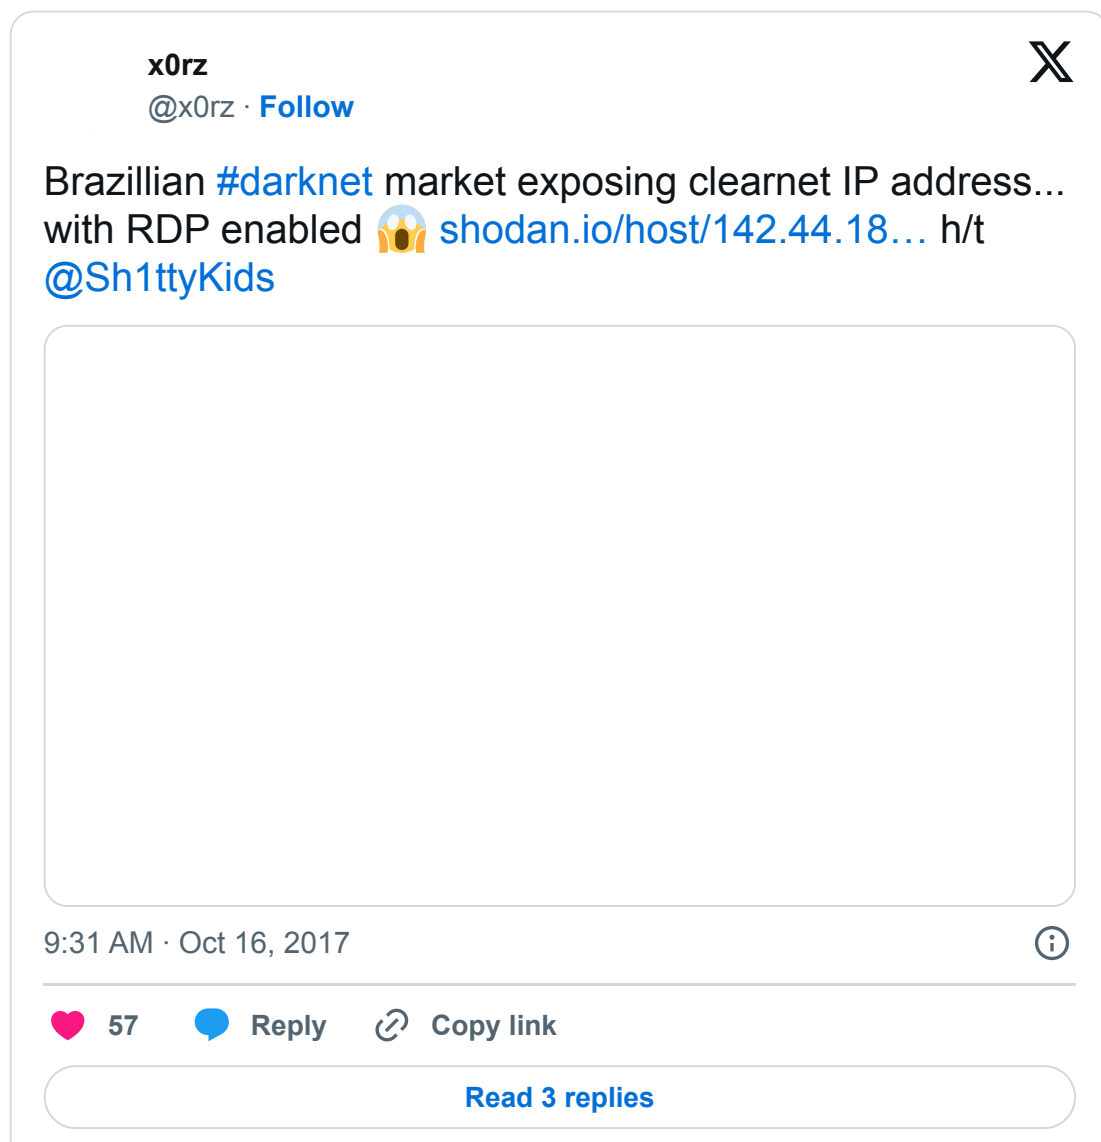 x0rz
@x0rz · Follow
Brazillian #darknet market exposing clearnet IP address...
with RDP enabled 😱 shodan.io/host/142.44.18… h/t
@Sh1ttyKids
9:31 AM · Oct 16, 2017
57 Reply Copy link
Read 3 replies